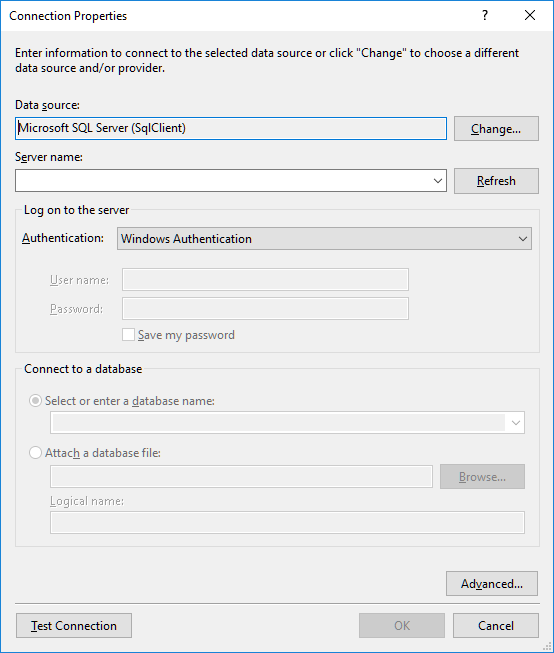 Connection Properties
?
Enter information to connect to the selected data source or click "Change" to choose a different
data source and/or provider.
Data source:
Microsoft SQL Server (SqlClient)
Change...
Server name:
Refresh
Log on to the server
Authentication:
Windows Authentication
User name:
Password:
Save my password
Connect to a database
Select or enter a database name:
Attach a database file:
Browse...
Logical name:
Advanced...
Test Connection
OK
Cancel